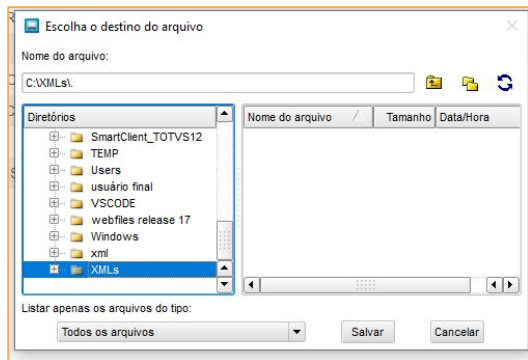 Escolha o destino do arquivo
Nome do arquivo:
C:\XMLs\.
Diretórios
SmartClient_TOTVS12
TEMP
Users
usuário final
VSCODE
webfiles release 17
Windows
xml
XMLs
Nome do arquivo Tamanho Data/Hora
Listar apenas os arquivos do tipo:
Todos os arquivos Salvar Cancelar